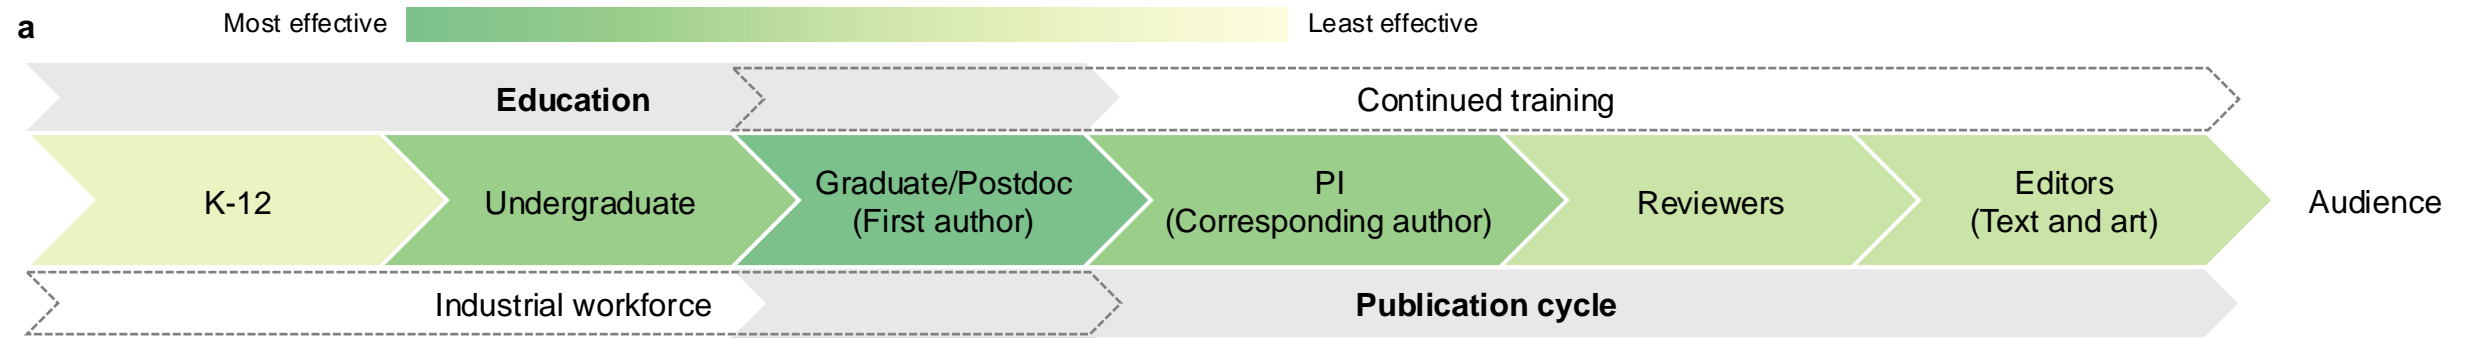 a
Most effective
Least effective
Education
Continued training
K-12
Undergraduate
Graduate/Postdoc
(First author)
PI
(Corresponding author)
Reviewers
Editors
(Text and art)
Audience
Industrial workforce
Publication cycle